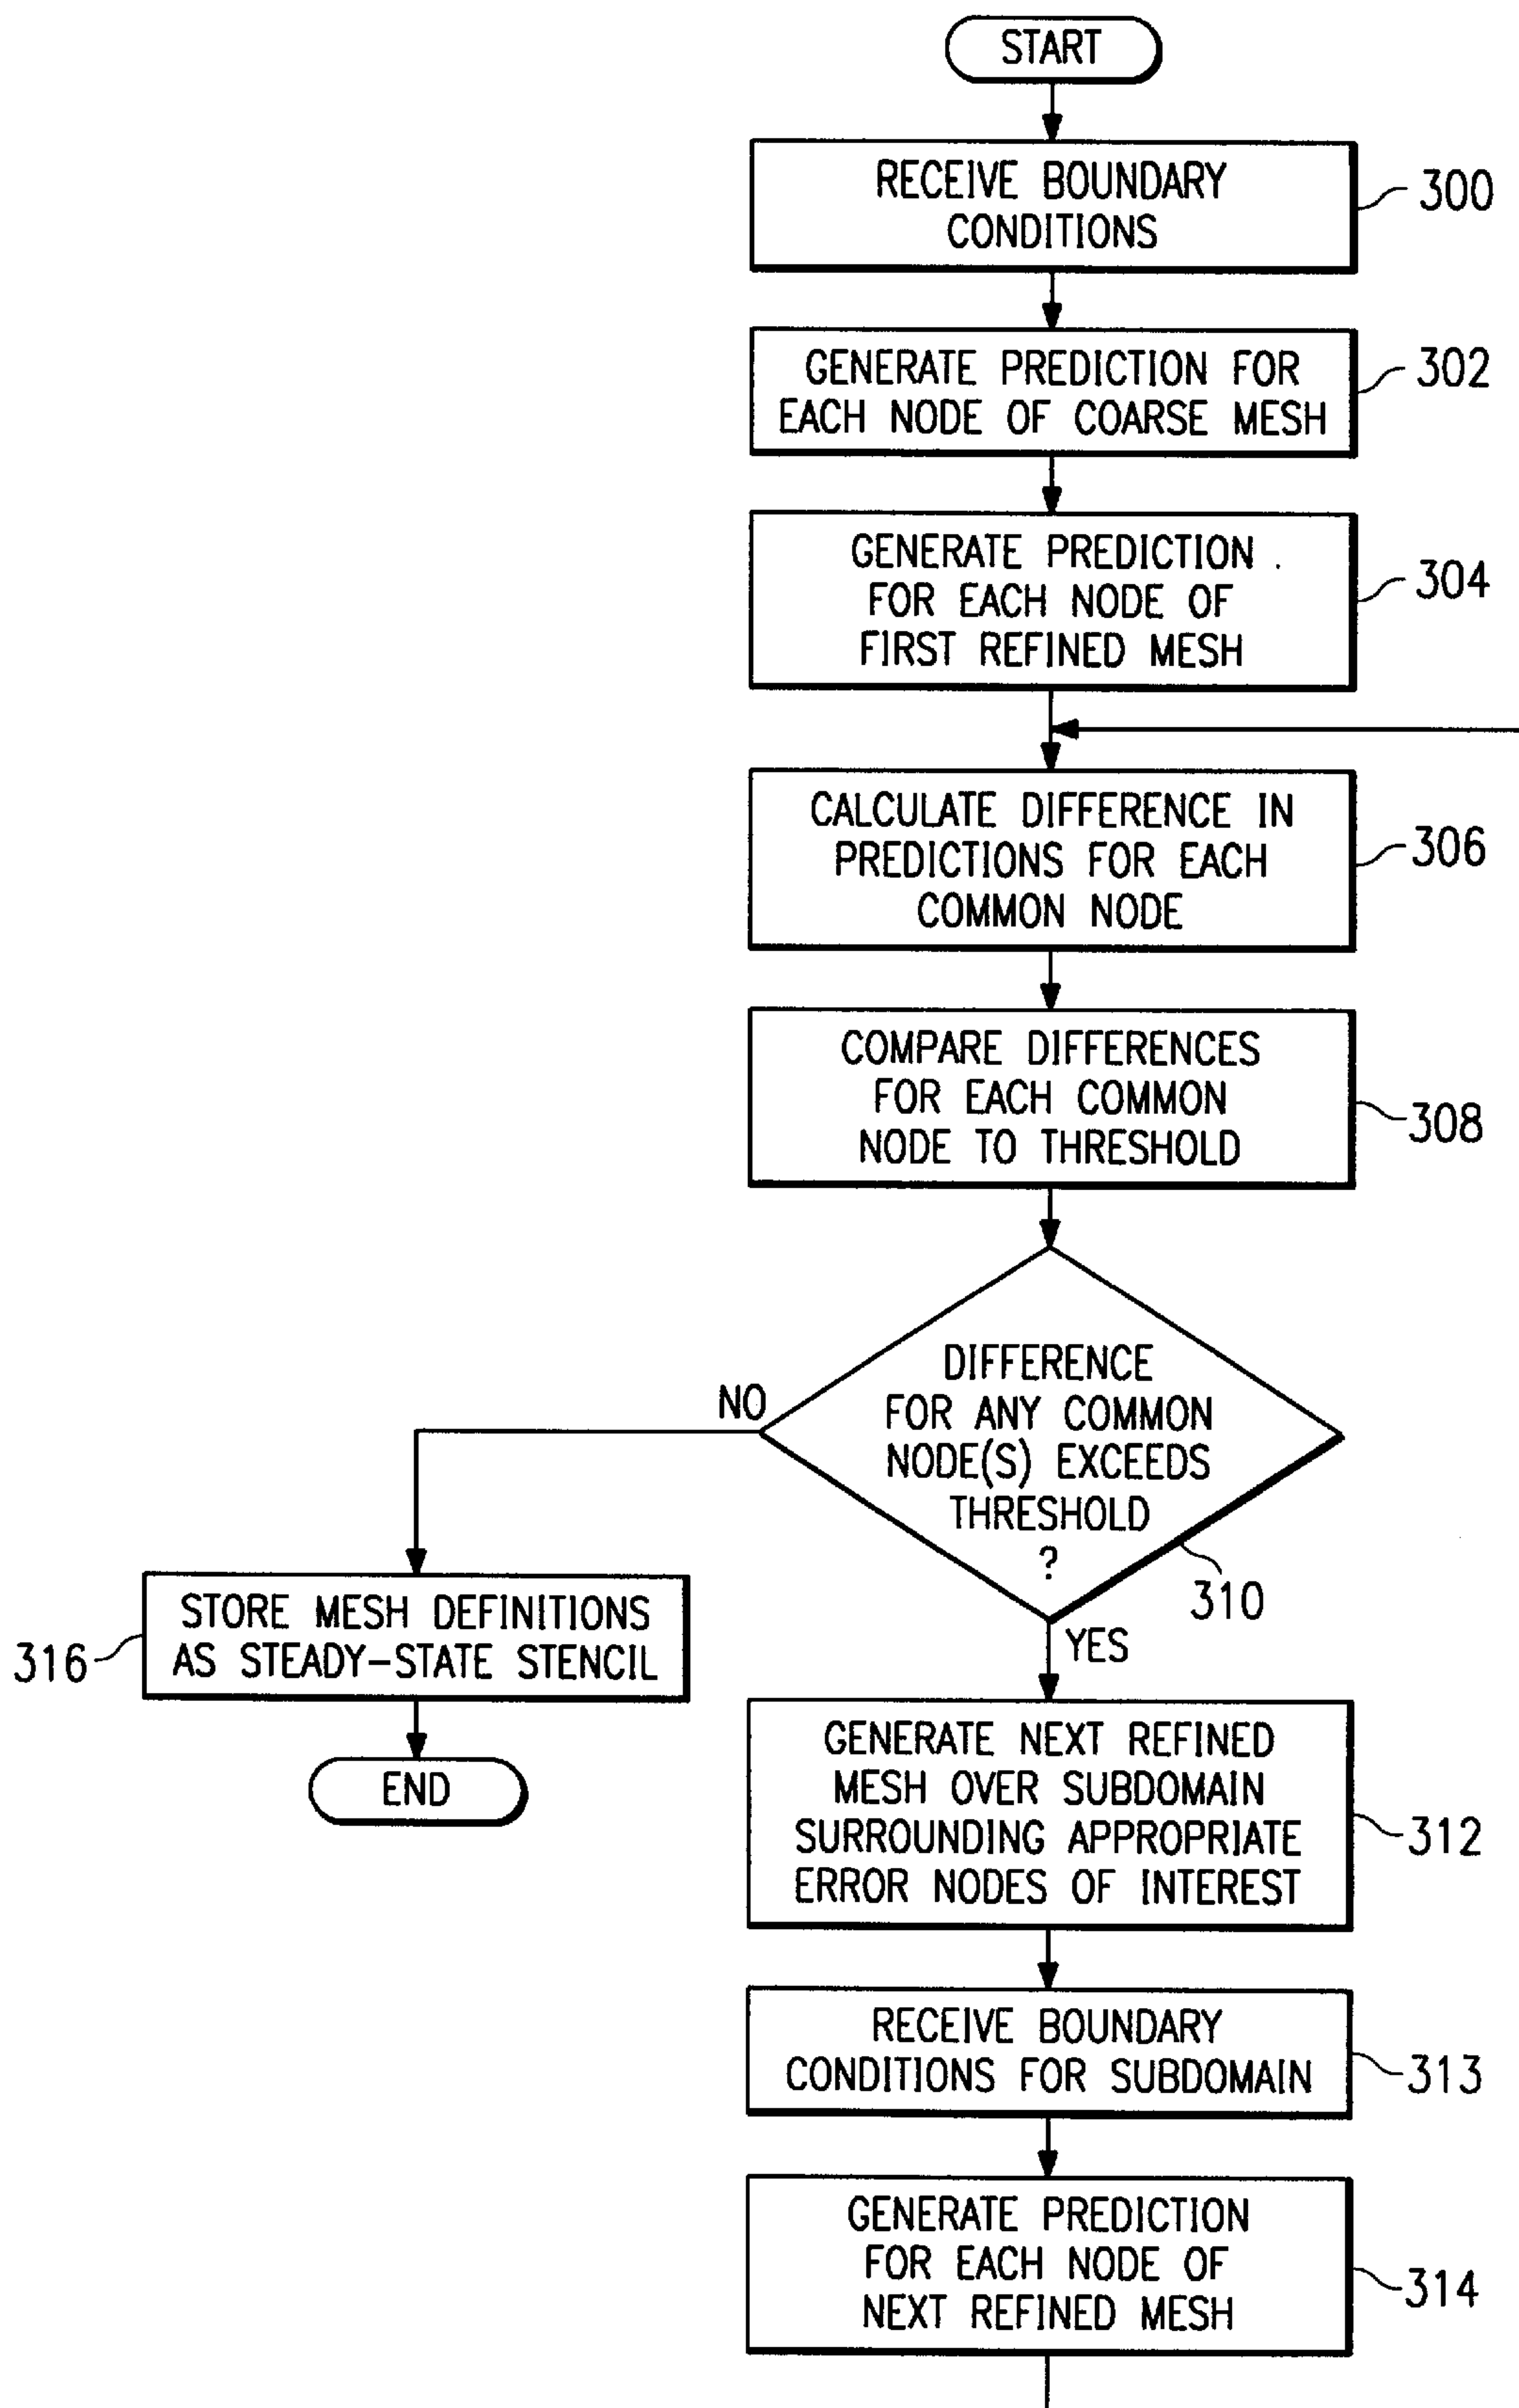 START
RECEIVE BOUNDARY
CONDITIONS
300
GENERATE PREDICTION FOR
EACH NODE OF COARSE MESH
302
GENERATE PREDICTION
FOR EACH NODE OF
FIRST REFINED MESH
304
CALCULATE DIFFERENCE IN
PREDICTIONS FOR EACH
COMMON NODE
306
COMPARE DIFFERENCES
FOR EACH COMMON
NODE TO THRESHOLD
308
DIFFERENCE
FOR ANY COMMON
NODE(S) EXCEEDS
THRESHOLD
?
310
NO
STORE MESH DEFINITIONS
AS STEADY-STATE STENCIL
316
END
YES
GENERATE NEXT REFINED
MESH OVER SUBDOMAIN
SURROUNDING APPROPRIATE
ERROR NODES OF INTEREST
312
RECEIVE BOUNDARY
CONDITIONS FOR SUBDOMAIN
313
GENERATE PREDICTION
FOR EACH NODE OF
NEXT REFINED MESH
314